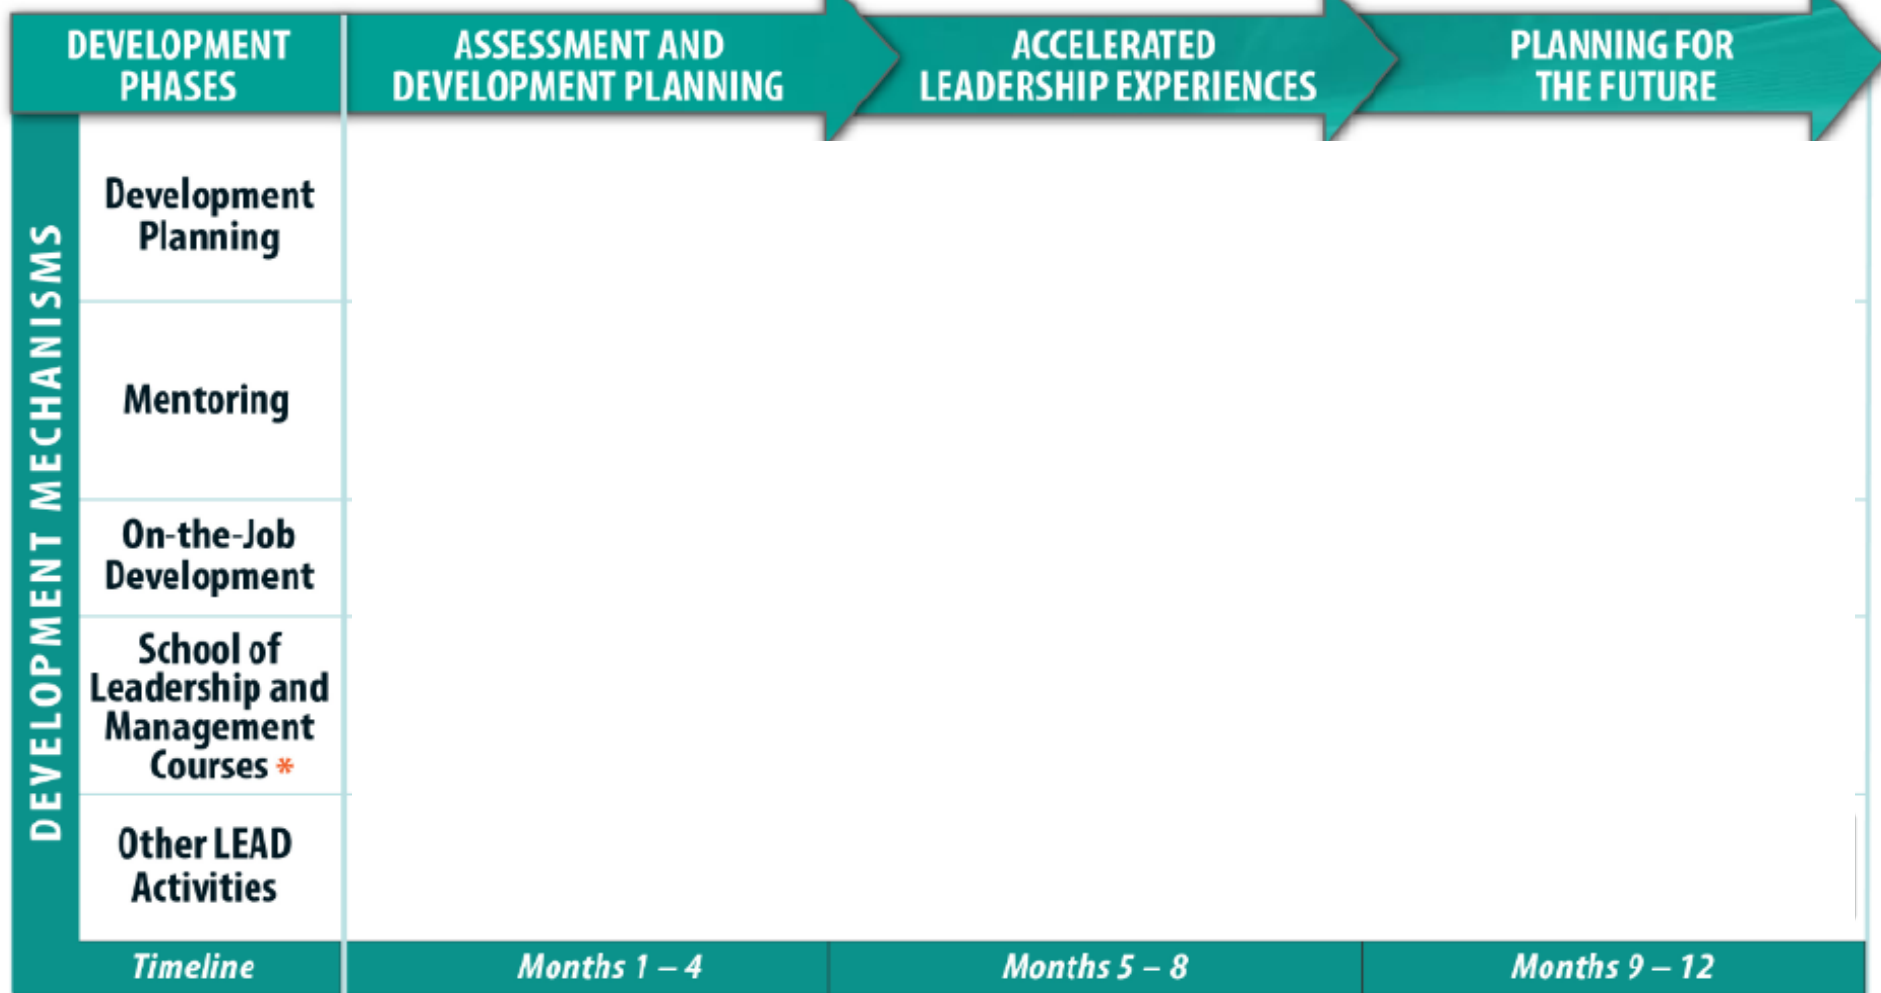 DEVELOPMENT
PHASES
ASSESSMENT AND
DEVELOPMENT PLANNING
ACCELERATED
LEADERSHIP EXPERIENCES
PLANNING FOR
THE FUTURE
DEVELOPMENT MECHANISMS
Development
Planning
Mentoring
On-the-Job
Development
School of
Leadership and
Management
Courses *
Other LEAD
Activities
Timeline
Months 1 – 4
Months 5 – 8
Months 9 – 12